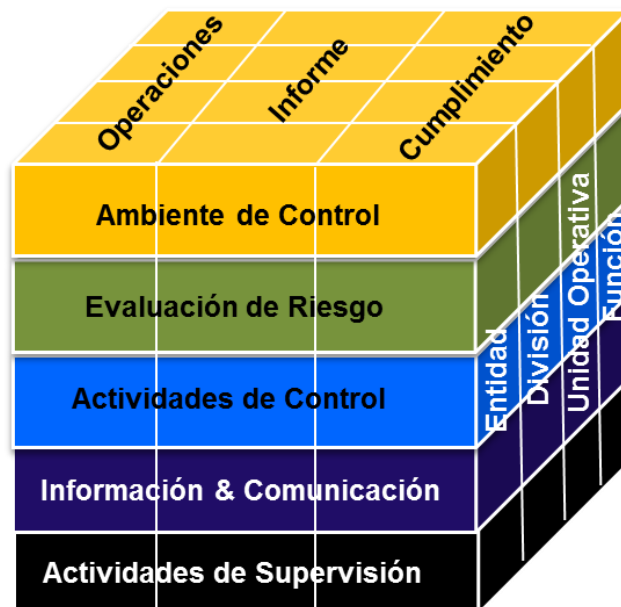 Operaciones
Informe
Cumplimiento
Ambiente de Control
Evaluación de Riesgo
Actividades de Control
Información & Comunicación
Actividades de Supervisión
Entidad
División
Unidad Operativa
Función